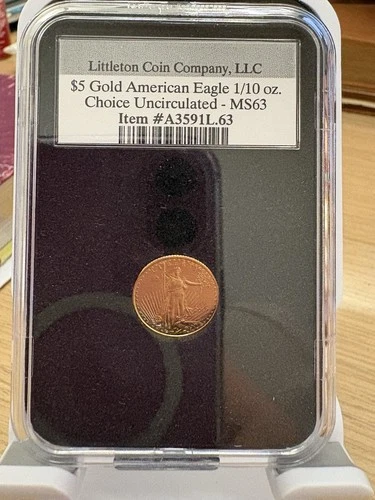 Littleton Coin Company, LLC
$5 Gold American Eagle 1/10 oz.
Choice Uncirculated - MS63
Item #A3591L.63